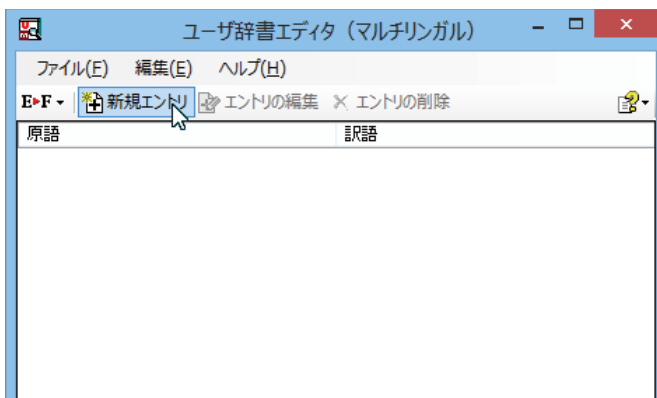 ユーザ辞書エディタ（マルチリンガル）
ファイル(F) 編集(E) ヘルプ(H)
E▸F 新規エントリ エントリの編集 エントリの削除
原語 訳語